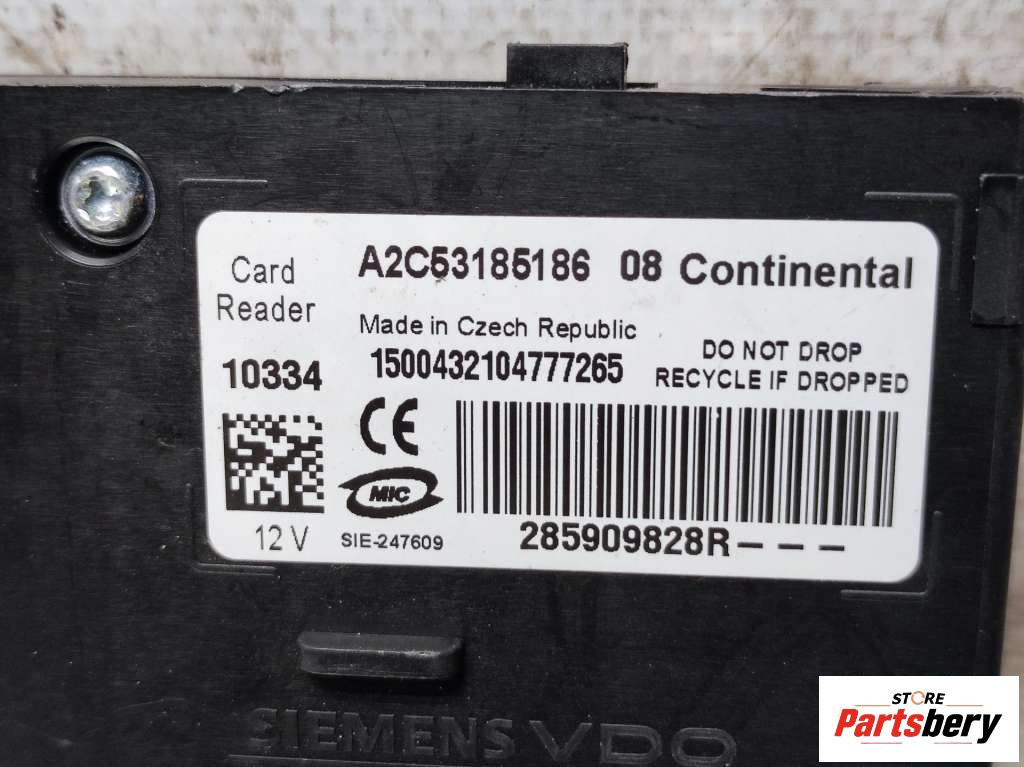 Card Reader
A2C53185186 08 Continental
Made in Czech Republic
10334
1500432104777265
DO NOT DROP
RECYCLE IF DROPPED
CE
MIC
12 V
SIE-247609
285909828R---
SIEMENS VDO
STORE
Partsbery